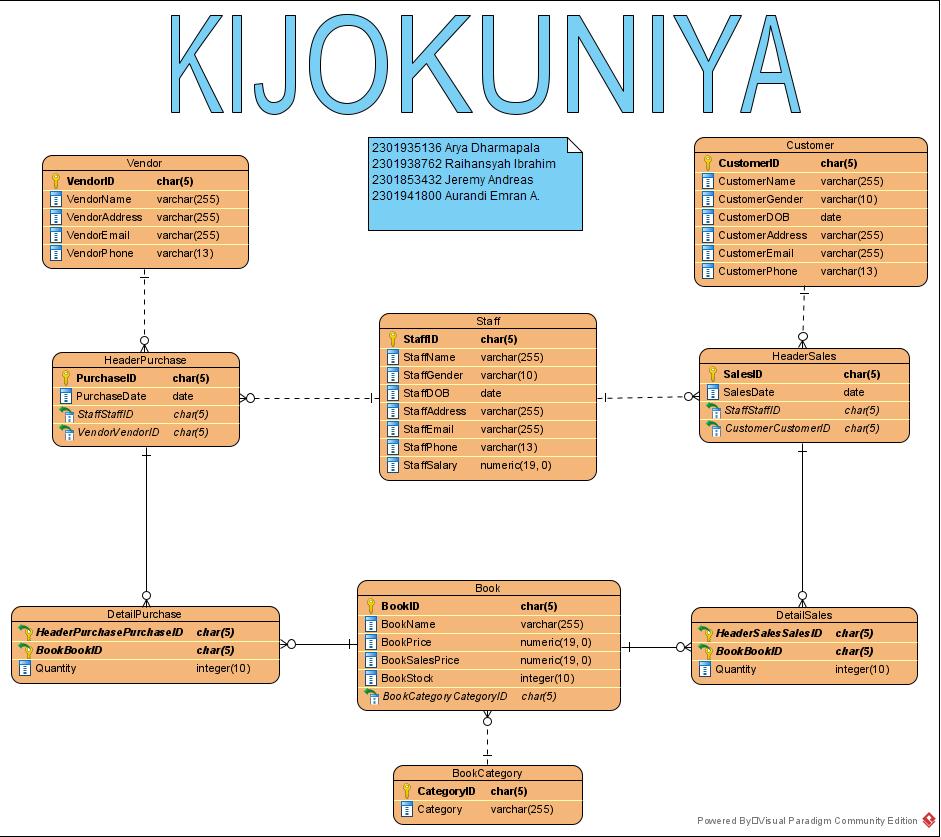 KIJOKUNIYA
2301935136 Arya Dharmapala
2301938762 Raihansyah Ibrahim
2301853432 Jeremy Andreas
2301941800 Aurandi Emran A.
Vendor
VendorID char(5)
VendorName varchar(255)
VendorAddress varchar(255)
VendorEmail varchar(255)
VendorPhone varchar(13)
Customer
CustomerID char(5)
CustomerName varchar(255)
CustomerGender varchar(10)
CustomerDOB date
CustomerAddress varchar(255)
CustomerEmail varchar(255)
CustomerPhone varchar(13)
HeaderPurchase
PurchaseID char(5)
PurchaseDate date
StaffStaffID char(5)
VendorVendorID char(5)
Staff
StaffID char(5)
StaffName varchar(255)
StaffGender varchar(10)
StaffDOB date
StaffAddress varchar(255)
StaffEmail varchar(255)
StaffPhone varchar(13)
StaffSalary numeric(19, 0)
HeaderSales
SalesID char(5)
SalesDate date
StaffStaffID char(5)
CustomerCustomerID char(5)
DetailPurchase
HeaderPurchasePurchaseID char(5)
BookBookID char(5)
Quantity integer(10)
Book
BookID char(5)
BookName varchar(255)
BookPrice numeric(19, 0)
BookSalesPrice numeric(19, 0)
BookStock integer(10)
BookCategoryCategoryID char(5)
DetailSales
HeaderSalesSalesID char(5)
BookBookID char(5)
Quantity integer(10)
BookCategory
CategoryID char(5)
Category varchar(255)
Powered By Visual Paradigm Community Edition